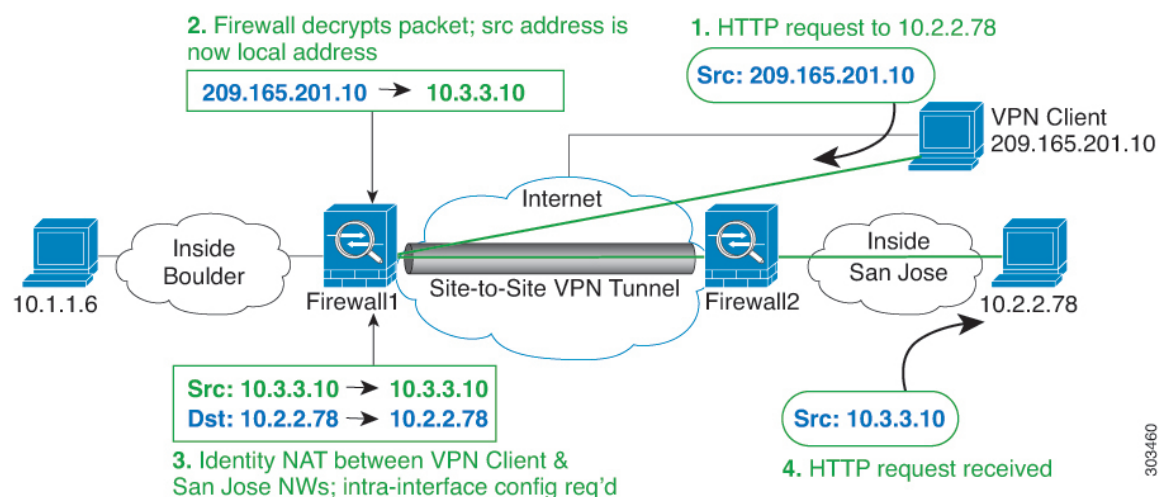 2. Firewall decrypts packet; src address is
now local address
209.165.201.10 → 10.3.3.10
1. HTTP request to 10.2.2.78
Src: 209.165.201.10
VPN Client
209.165.201.10
Internet
Inside
Boulder
10.1.1.6
Firewall1
Site-to-Site VPN Tunnel
Firewall2
Inside
San Jose
10.2.2.78
Src: 10.3.3.10 → 10.3.3.10
Dst: 10.2.2.78 → 10.2.2.78
3. Identity NAT between VPN Client &
San Jose NWs; intra-interface config req'd
Src: 10.3.3.10
4. HTTP request received
303460